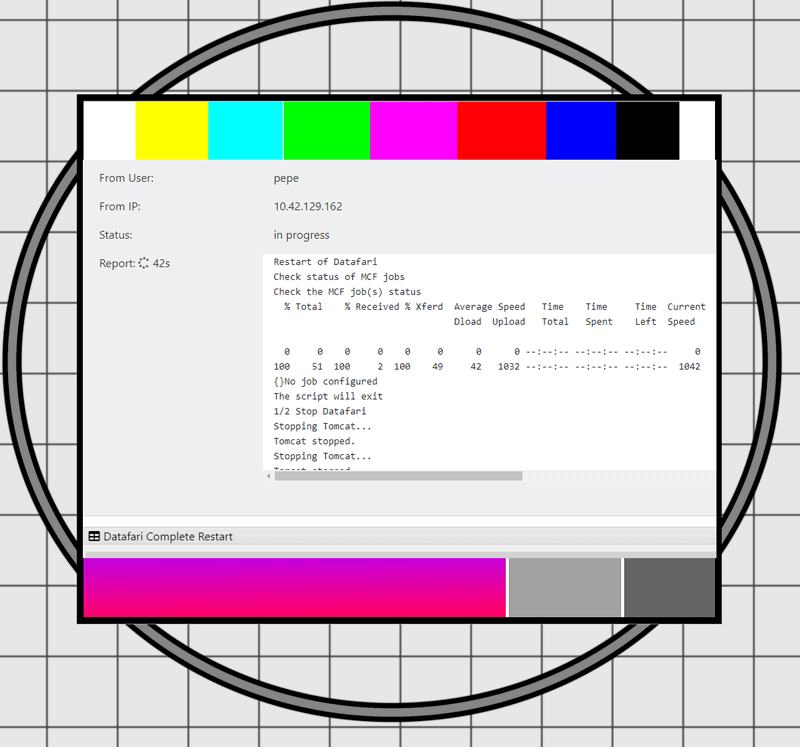 From User: pepe
From IP: 10.42.129.162
Status: in progress
Report: 42s
Restart of Datafari
Check status of MCF jobs
Check the MCF job(s) status
% Total % Received % Xferd Average Speed Time Time Time Current
Dload Upload Total Spent Left Speed
0 0 0 0 0 0 0 0 --:--:-- --:--:-- --:--:-- 0
100 51 100 2 100 49 42 1032 --:--:-- --:--:-- --:--:-- 1042
{}No job configured
The script will exit
1/2 Stop Datafari
Stopping Tomcat...
Tomcat stopped.
Stopping Tomcat...
Tomcat stopped
Datafari Complete Restart